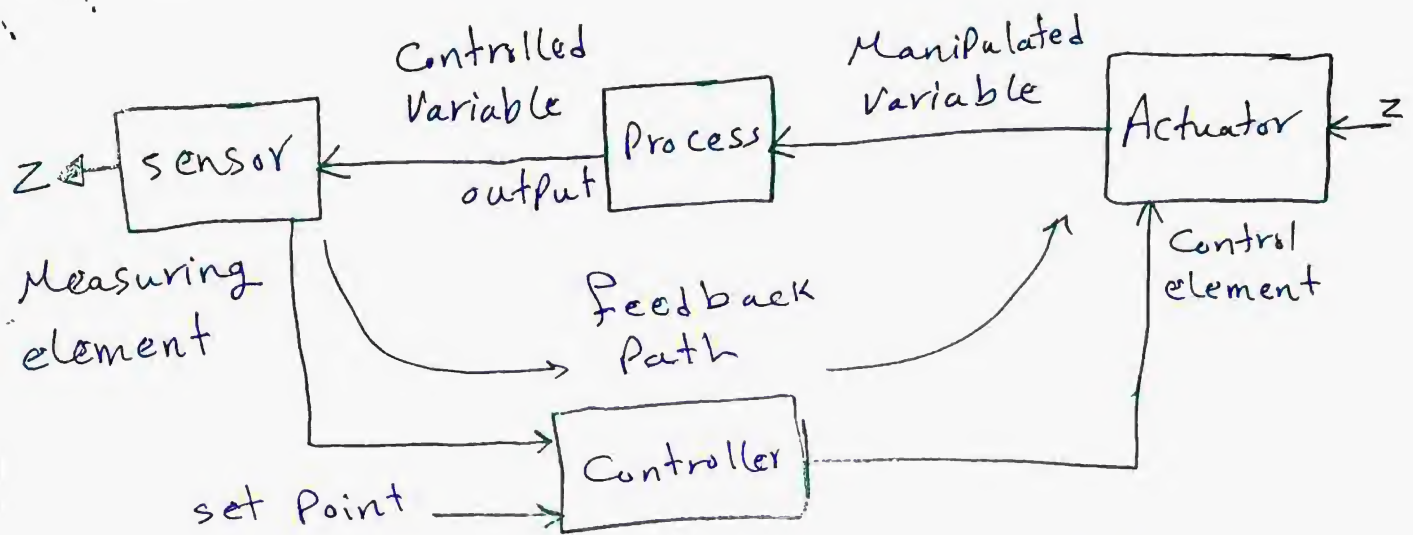 Controlled
Variable
Manipulated
Variable
Z
sensor
output
Process
Actuator
Z
Measuring
element
feedback
Path
Control
element
Controller
set Point